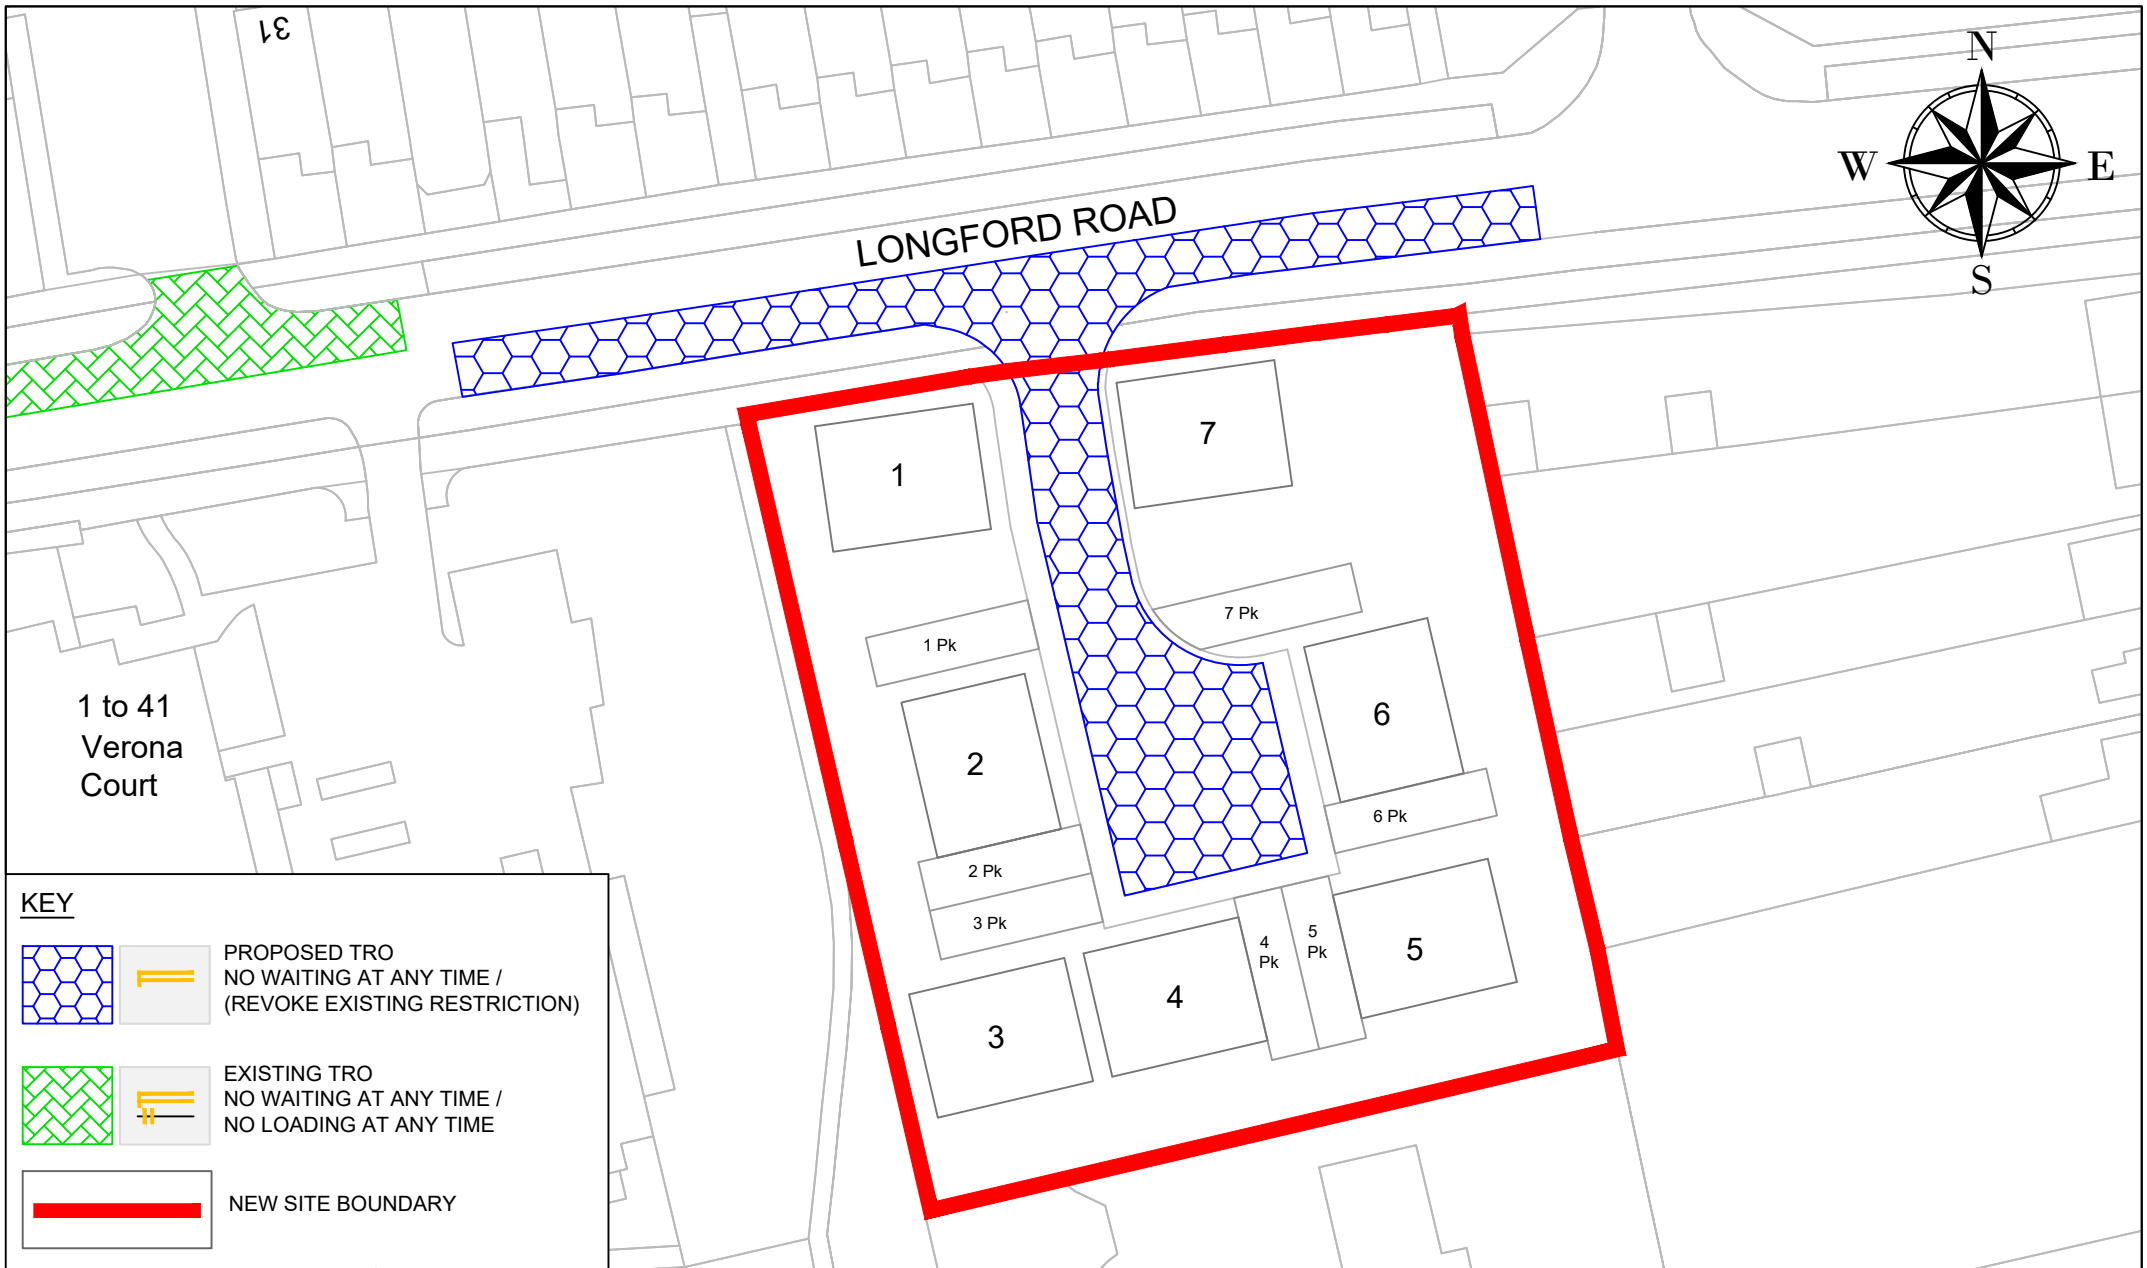 31
N
W
E
S
LONGFORD ROAD
1
7
1 Pk
7 Pk
2
6
2 Pk
6 Pk
3 Pk
4
Pk
5
Pk
5
4
3
1 to 41
Verona
Court
KEY
PROPOSED TRO
NO WAITING AT ANY TIME /
(REVOKE EXISTING RESTRICTION)
EXISTING TRO
NO WAITING AT ANY TIME /
NO LOADING AT ANY TIME
NEW SITE BOUNDARY